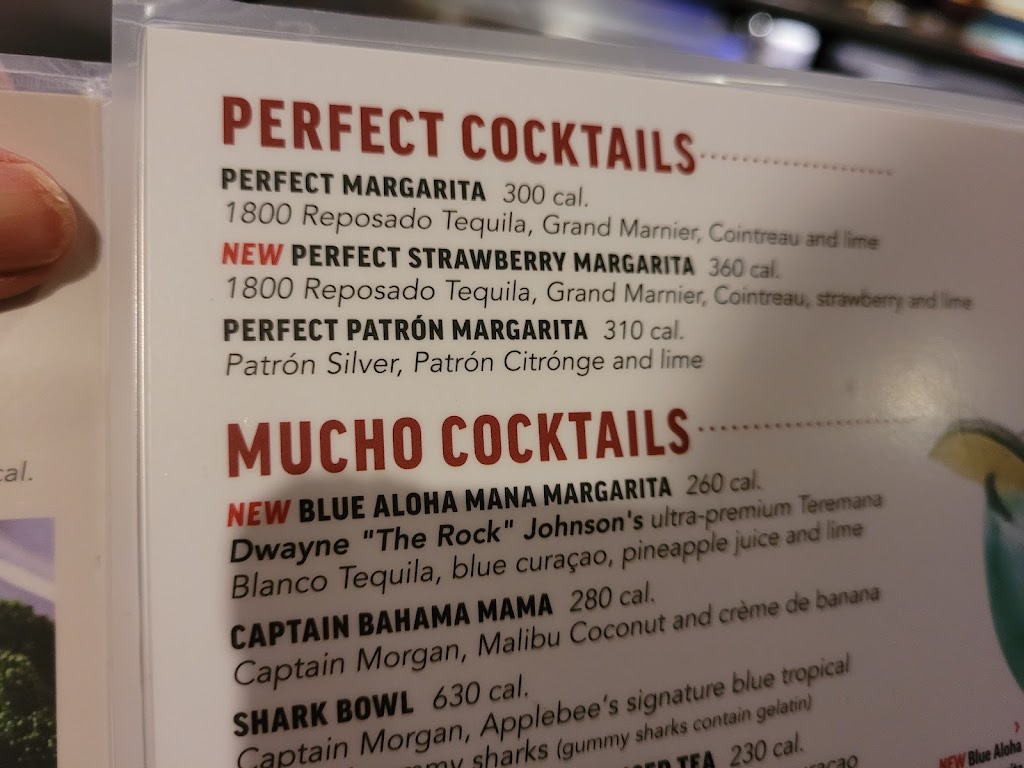 PERFECT COCKTAILS
PERFECT MARGARITA 300 cal.
1800 Reposado Tequila, Grand Marnier, Cointreau and lime
NEW PERFECT STRAWBERRY MARGARITA 360 cal.
1800 Reposado Tequila, Grand Marnier, Cointreau, strawberry and lime
PERFECT PATRÓN MARGARITA 310 cal.
Patrón Silver, Patrón Citrónge and lime
MUCHO COCKTAILS
NEW BLUE ALOHA MANA MARGARITA 260 cal.
Dwayne "The Rock" Johnson's ultra-premium Teremana
Blanco Tequila, blue curaçao, pineapple juice and lime
CAPTAIN BAHAMA MAMA 280 cal.
Captain Morgan, Malibu Coconut and crème de banana
SHARK BOWL 630 cal.
Captain Morgan, Applebee's signature blue tropical
sharks (gummy sharks contain gelatin)
TEA 230 cal.
cal.
NEW Blue Aloha